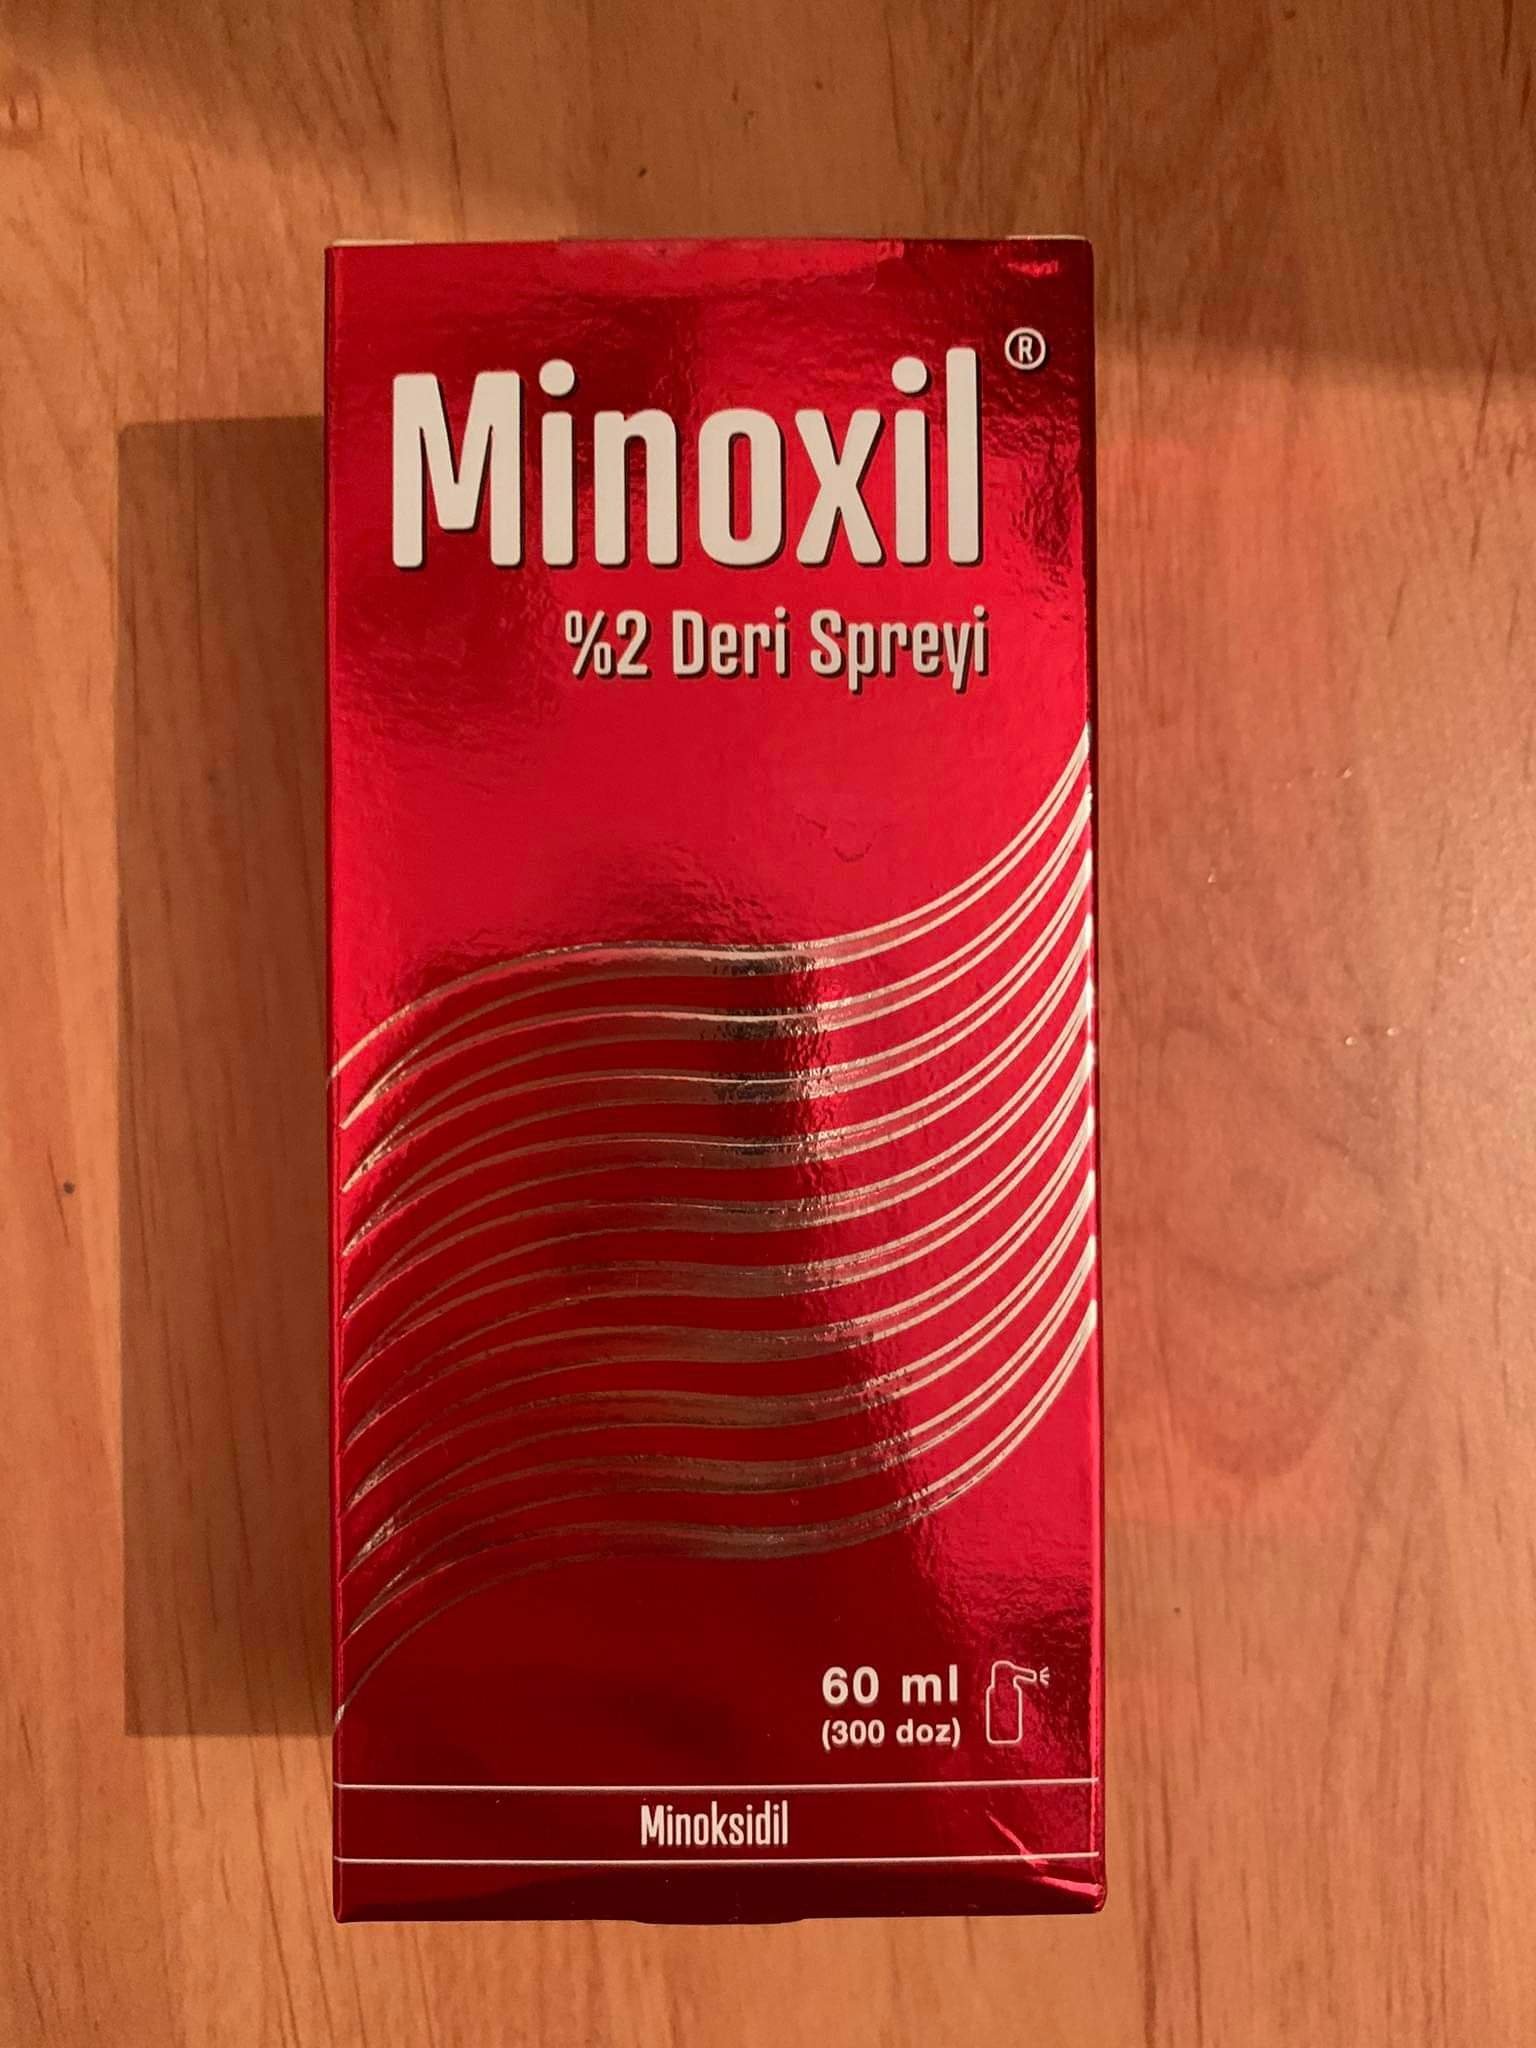 Minoxil®
%2 Deri Spreyi
60 ml
(300 doz)
Minoksidil